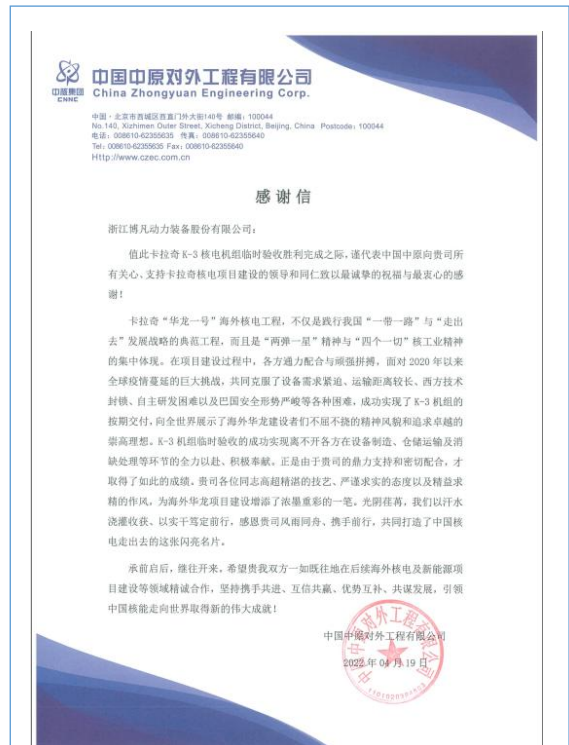 中核集团
CNNC
中国中原对外工程有限公司
China Zhongyuan Engineering Corp.
中国·北京市西城区西直门外大街140号 邮编：100044
No.140, Xizhimen Outer Street, Xicheng District, Beijing, China Postcode：100044
电话：008610-62355635 传真：008610-62355640
Tel：008610-62355635 Fax：008610-62355640
Http://www.czec.com.cn
感谢信
浙江博凡动力装备股份有限公司：
值此卡拉奇 K-3 核电机组临时验收胜利完成之际，谨代表中国中原向贵司所
有关心、支持卡拉奇核电项目建设的领导和同仁致以最诚挚的祝福与最衷心的感
谢！
卡拉奇“华龙一号”海外核电工程，不仅是践行我国“一带一路”与“走出
去”发展战略的典范工程，而且是“两弹一星”精神与“四个一切”核工业精神
的集中体现。在项目建设过程中，各方通力配合与顽强拼搏，面对 2020 年以来
全球疫情蔓延的巨大挑战，共同克服了设备需求紧迫、运输距离较长、西方技术
封锁、自主研发困难以及巴国安全形势严峻等各种困难，成功实现了 K-3 机组的
按期交付，向全世界展示了海外华龙建设者们不屈不挠的精神风貌和追求卓越的
崇高理想。K-3 机组临时验收的成功实现离不开各方在设备制造、仓储运输及消
缺处理等环节的全力以赴、积极奉献。正是由于贵司的鼎力支持和密切配合，才
取得了如此的成绩。贵司各位同志高超精湛的技艺、严谨求实的态度以及精益求
精的作风，为海外华龙项目建设增添了浓墨重彩的一笔。光阴荏苒，我们以汗水
浇灌收获、以实干笃定前行，感恩贵司风雨同舟、携手前行，共同打造了中国核
电走出去的这张闪亮名片。
承前启后，继往开来。希望贵我双方一如既往地在后续海外核电及新能源项
目建设等领域精诚合作，坚持携手共进、互信共赢、优势互补、共谋发展，引领
中国核能走向世界取得新的伟大成就！
中国中原对外工程有限公司
2022 年 04 月 19 日
中国中原对外工程有限公司